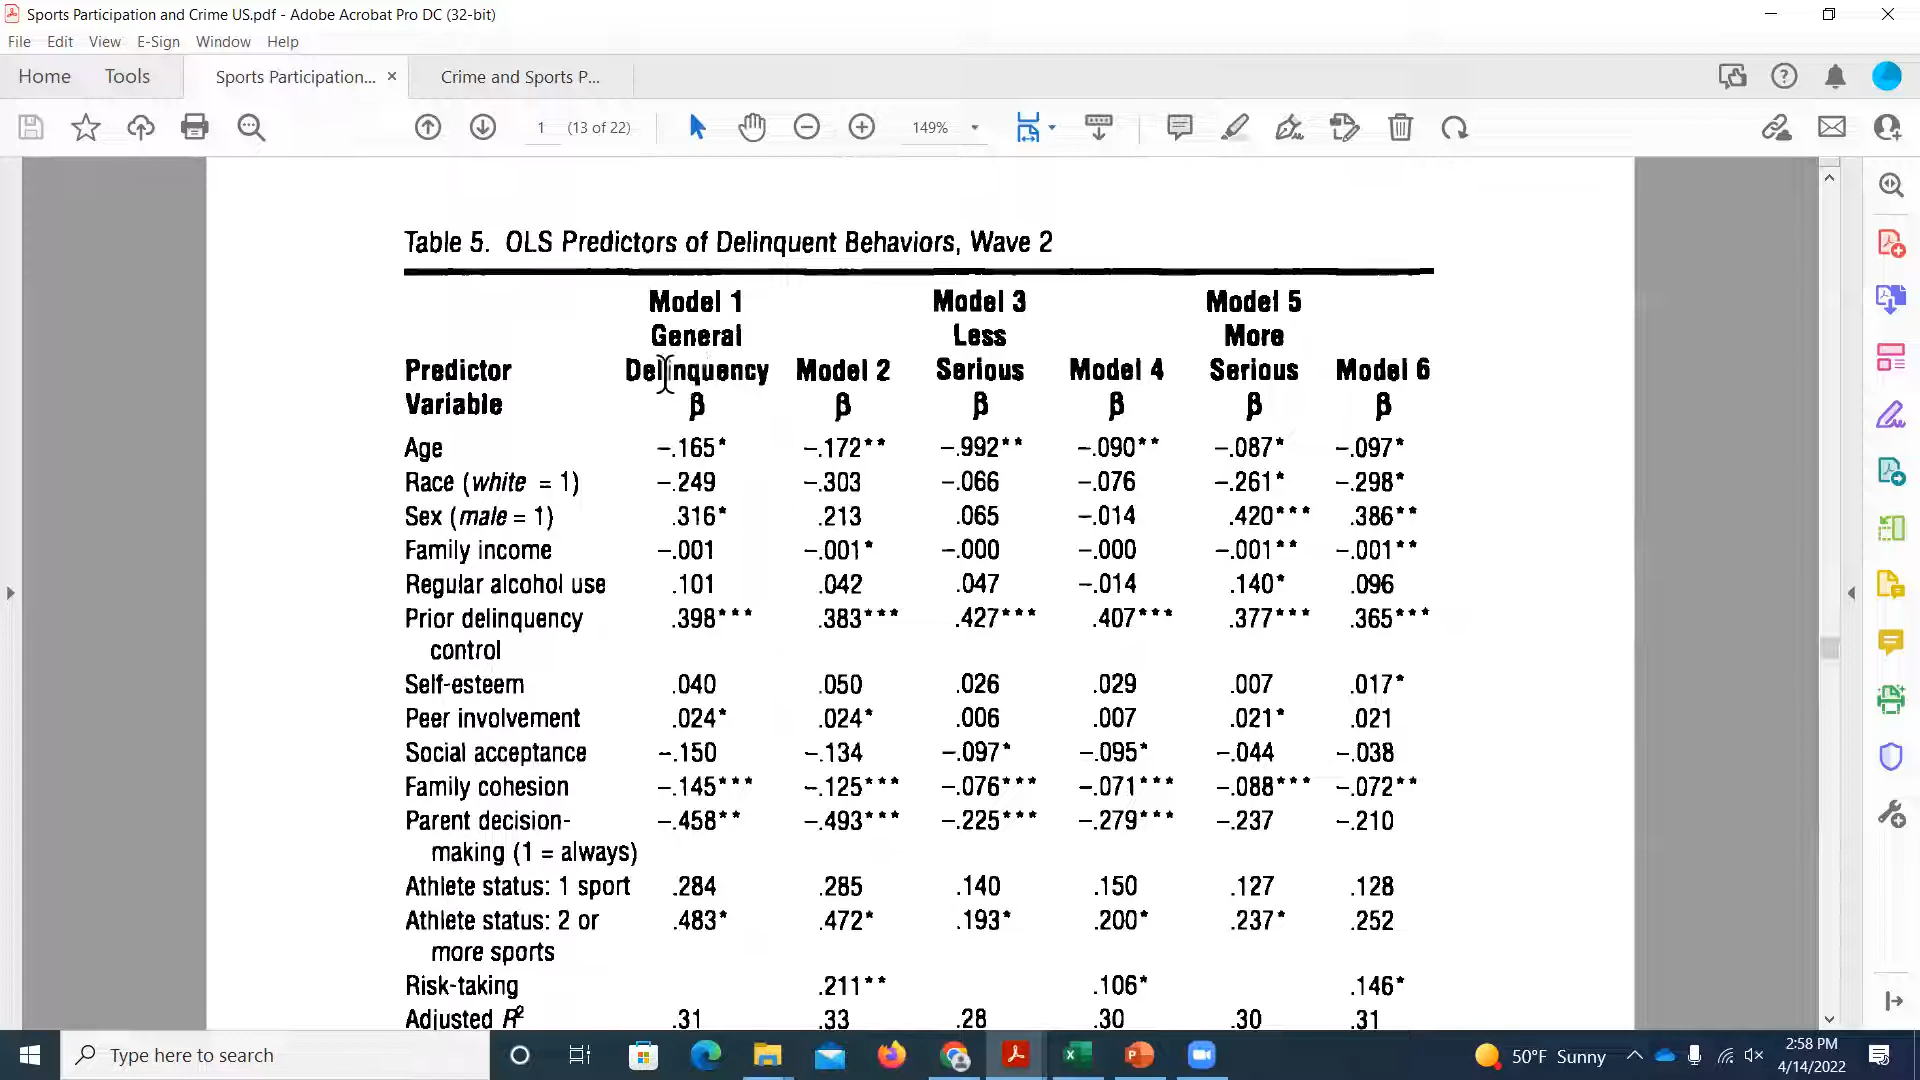 Sports Participation and Crime US.pdf - Adobe Acrobat Pro DC (32-bit)
File Edit View E-Sign Window Help
Home Tools Sports Participation... × Crime and Sports P...
1 (13 of 22) 149%
Table 5. OLS Predictors of Delinquent Behaviors, Wave 2
Model 1 Model 3 Model 5
General Less More
Predictor Delinquency Model 2 Serious Model 4 Serious Model 6
Variable β β β β β β
Age –.165* –.172** –.992** –.090** –.087* –.097*
Race (white = 1) –.249 –.303 –.066 –.076 –.261* –.298*
Sex (male = 1) .316* .213 .065 –.014 .420*** .386**
Family income –.001 –.001* –.000 –.000 –.001** –.001**
Regular alcohol use .101 .042 .047 –.014 .140* .096
Prior delinquency .398*** .383*** .427*** .407*** .377*** .365***
control
Self-esteem .040 .050 .026 .029 .007 .017*
Peer involvement .024* .024* .006 .007 .021* .021
Social acceptance –.150 –.134 –.097* –.095* –.044 –.038
Family cohesion –.145*** –.125*** –.076*** –.071*** –.088*** –.072**
Parent decision- –.458** –.493*** –.225*** –.279*** –.237 –.210
making (1 = always)
Athlete status: 1 sport .284 .285 .140 .150 .127 .128
Athlete status: 2 or .483* .472* .193* .200* .237* .252
more sports
Risk-taking .211** .106* .146*
Adjusted R² .31 .33 .28 .30 .30 .31
Type here to search
50°F Sunny
2:58 PM
4/14/2022